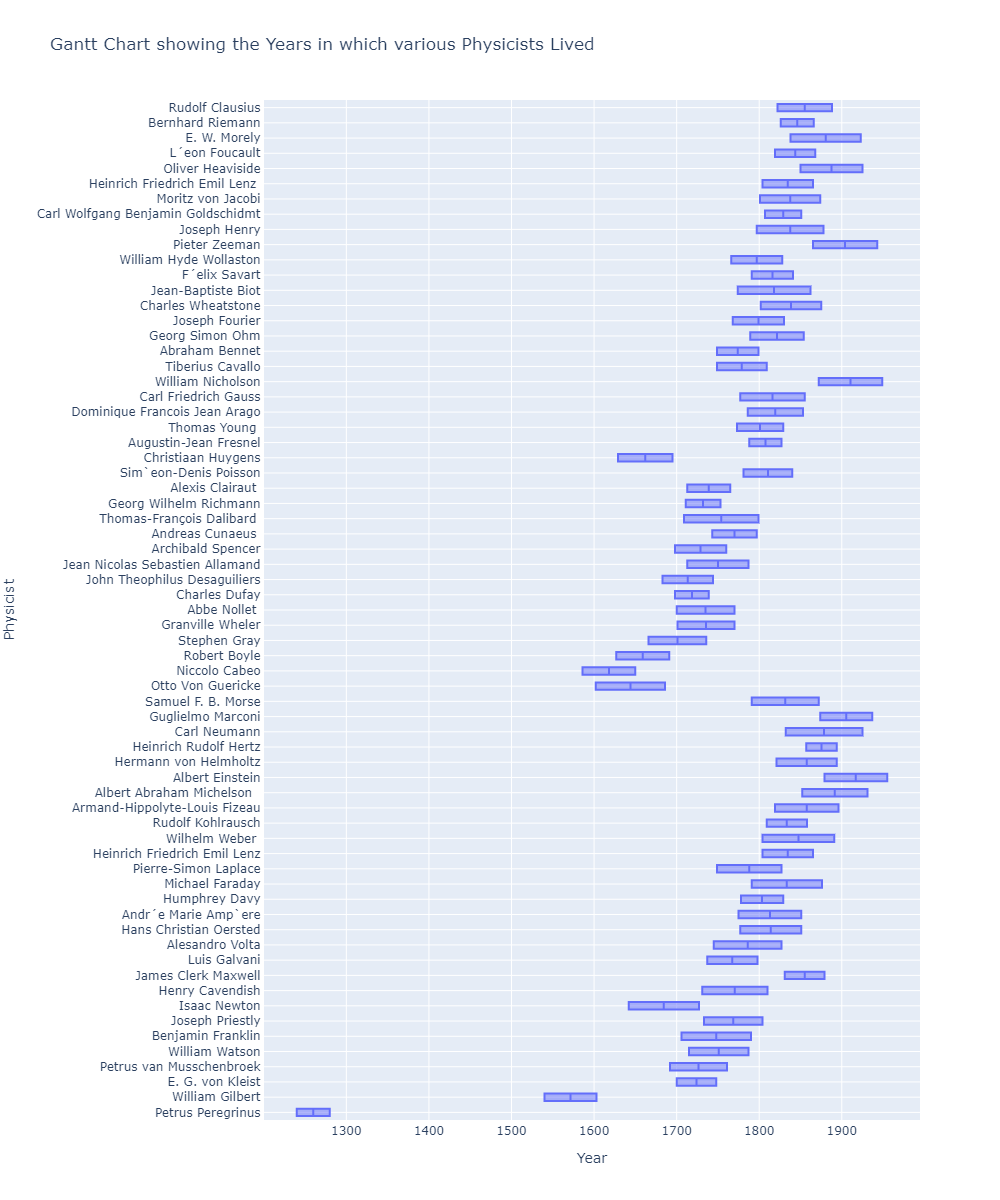 Gantt Chart showing the Years in which various Physicists Lived
Rudolf Clausius
Bernhard Riemann
E. W. Morely
L´eon Foucault
Oliver Heaviside
Heinrich Friedrich Emil Lenz
Moritz von Jacobi
Carl Wolfgang Benjamin Goldschidmt
Joseph Henry
Pieter Zeeman
William Hyde Wollaston
F´elix Savart
Jean-Baptiste Biot
Charles Wheatstone
Joseph Fourier
Georg Simon Ohm
Abraham Bennet
Tiberius Cavallo
William Nicholson
Carl Friedrich Gauss
Dominique Francois Jean Arago
Thomas Young
Augustin-Jean Fresnel
Christiaan Huygens
Sim`eon-Denis Poisson
Alexis Clairaut
Georg Wilhelm Richmann
Thomas-François Dalibard
Andreas Cunaeus
Archibald Spencer
Jean Nicolas Sebastien Allamand
John Theophilus Desaguiliers
Charles Dufay
Abbe Nollet
Granville Wheler
Stephen Gray
Robert Boyle
Niccolo Cabeo
Otto Von Guericke
Samuel F. B. Morse
Guglielmo Marconi
Carl Neumann
Heinrich Rudolf Hertz
Hermann von Helmholtz
Albert Einstein
Albert Abraham Michelson
Armand-Hippolyte-Louis Fizeau
Rudolf Kohlrausch
Wilhelm Weber
Heinrich Friedrich Emil Lenz
Pierre-Simon Laplace
Michael Faraday
Humphrey Davy
Andr´e Marie Amp`ere
Hans Christian Oersted
Alesandro Volta
Luis Galvani
James Clerk Maxwell
Henry Cavendish
Isaac Newton
Joseph Priestly
Benjamin Franklin
William Watson
Petrus van Musschenbroek
E. G. von Kleist
William Gilbert
Petrus Peregrinus
Physicist
1300 1400 1500 1600 1700 1800 1900
Year